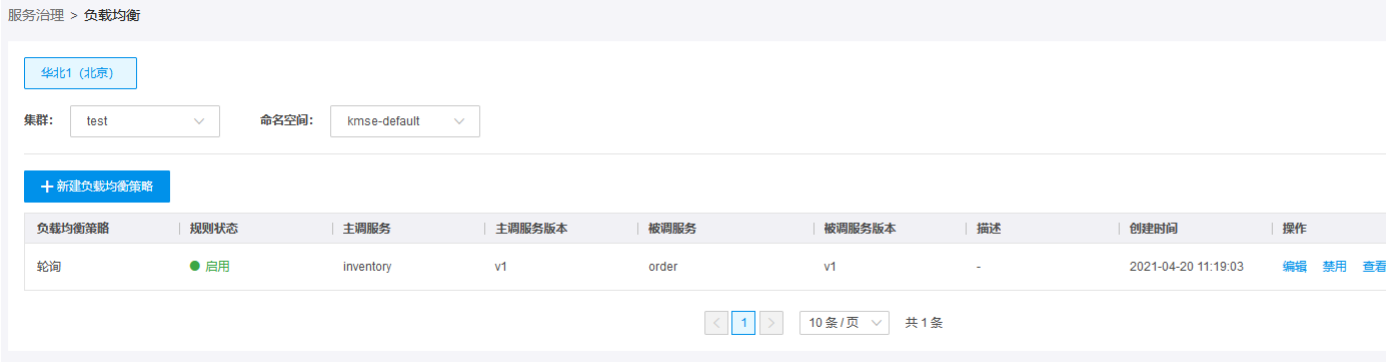 服务治理 > 负载均衡
华北1（北京）
集群： test 命名空间： kmse-default
新建负载均衡策略
负载均衡策略 规则状态 主调服务 主调服务版本 被调服务 被调服务版本 描述 创建时间 操作
轮询 启用 inventory v1 order v1 - 2021-04-20 11:19:03 编辑 禁用 查看
< 1 > 10 条 / 页 共 1 条